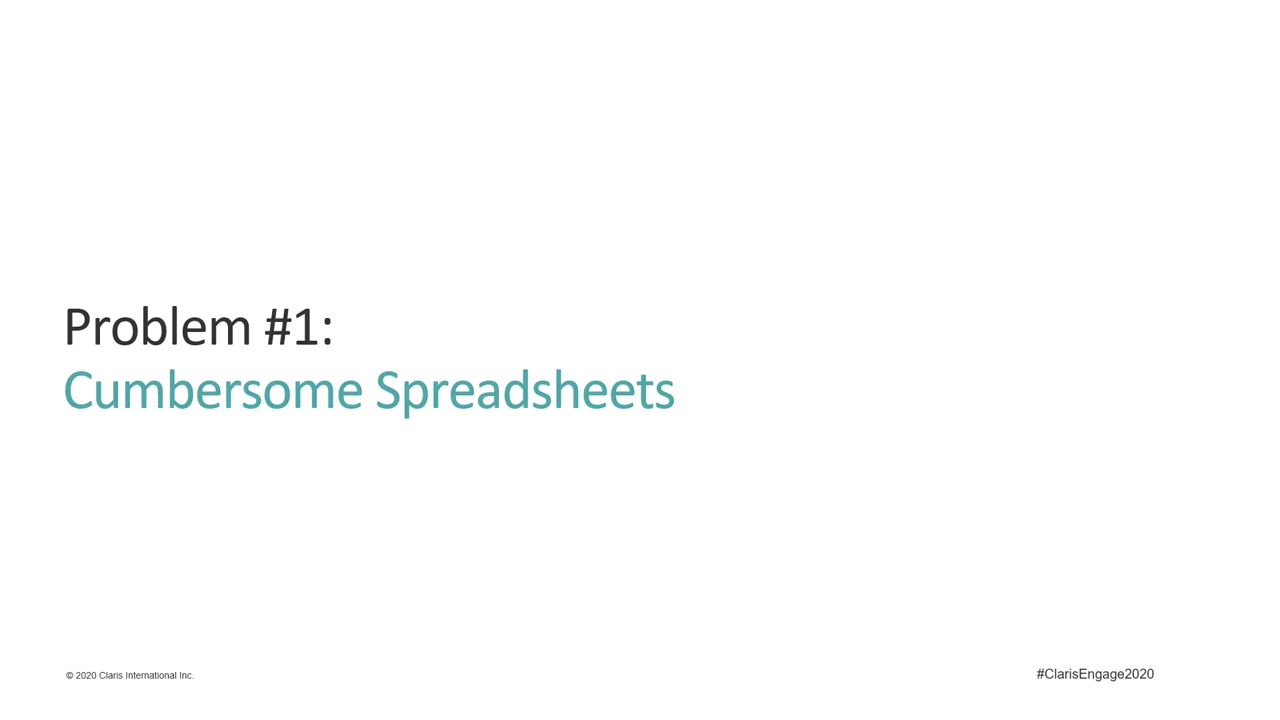 Problem #1:
Cumbersome Spreadsheets
© 2020 Claris International Inc.
#ClarisEngage2020